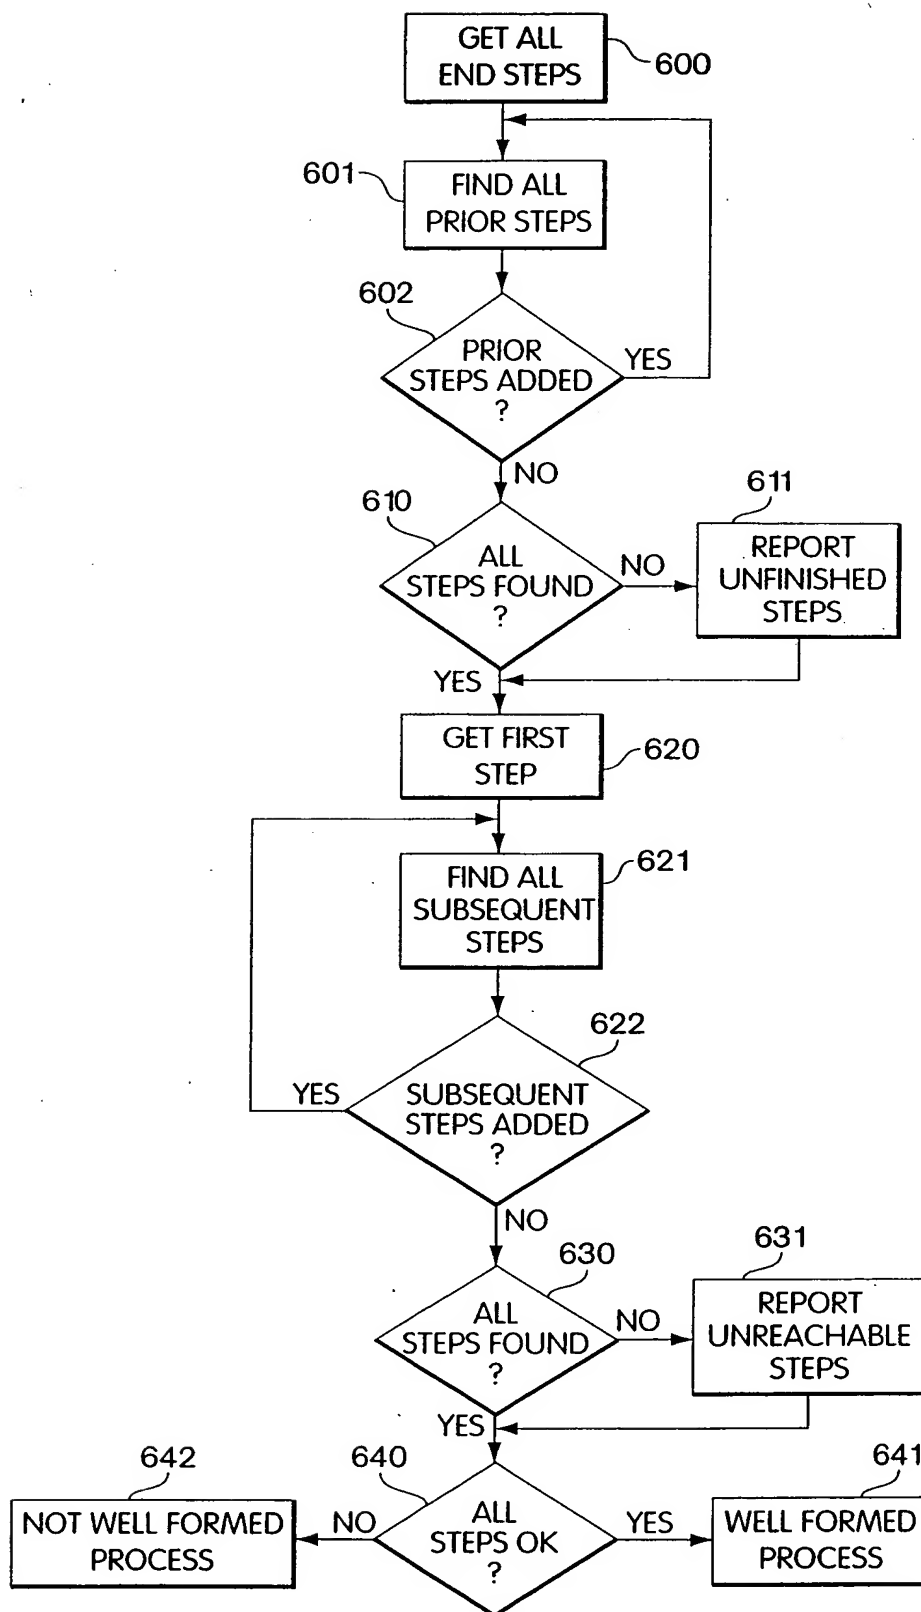 GET ALL
END STEPS
600
601
FIND ALL
PRIOR STEPS
602
PRIOR
STEPS ADDED
?
YES
NO
610
ALL
STEPS FOUND
?
NO
611
REPORT
UNFINISHED
STEPS
YES
GET FIRST
STEP
620
621
FIND ALL
SUBSEQUENT
STEPS
622
SUBSEQUENT
STEPS ADDED
?
YES
NO
630
ALL
STEPS FOUND
?
NO
631
REPORT
UNREACHABLE
STEPS
YES
642
NOT WELL FORMED
PROCESS
NO
640
ALL
STEPS OK
?
YES
641
WELL FORMED
PROCESS